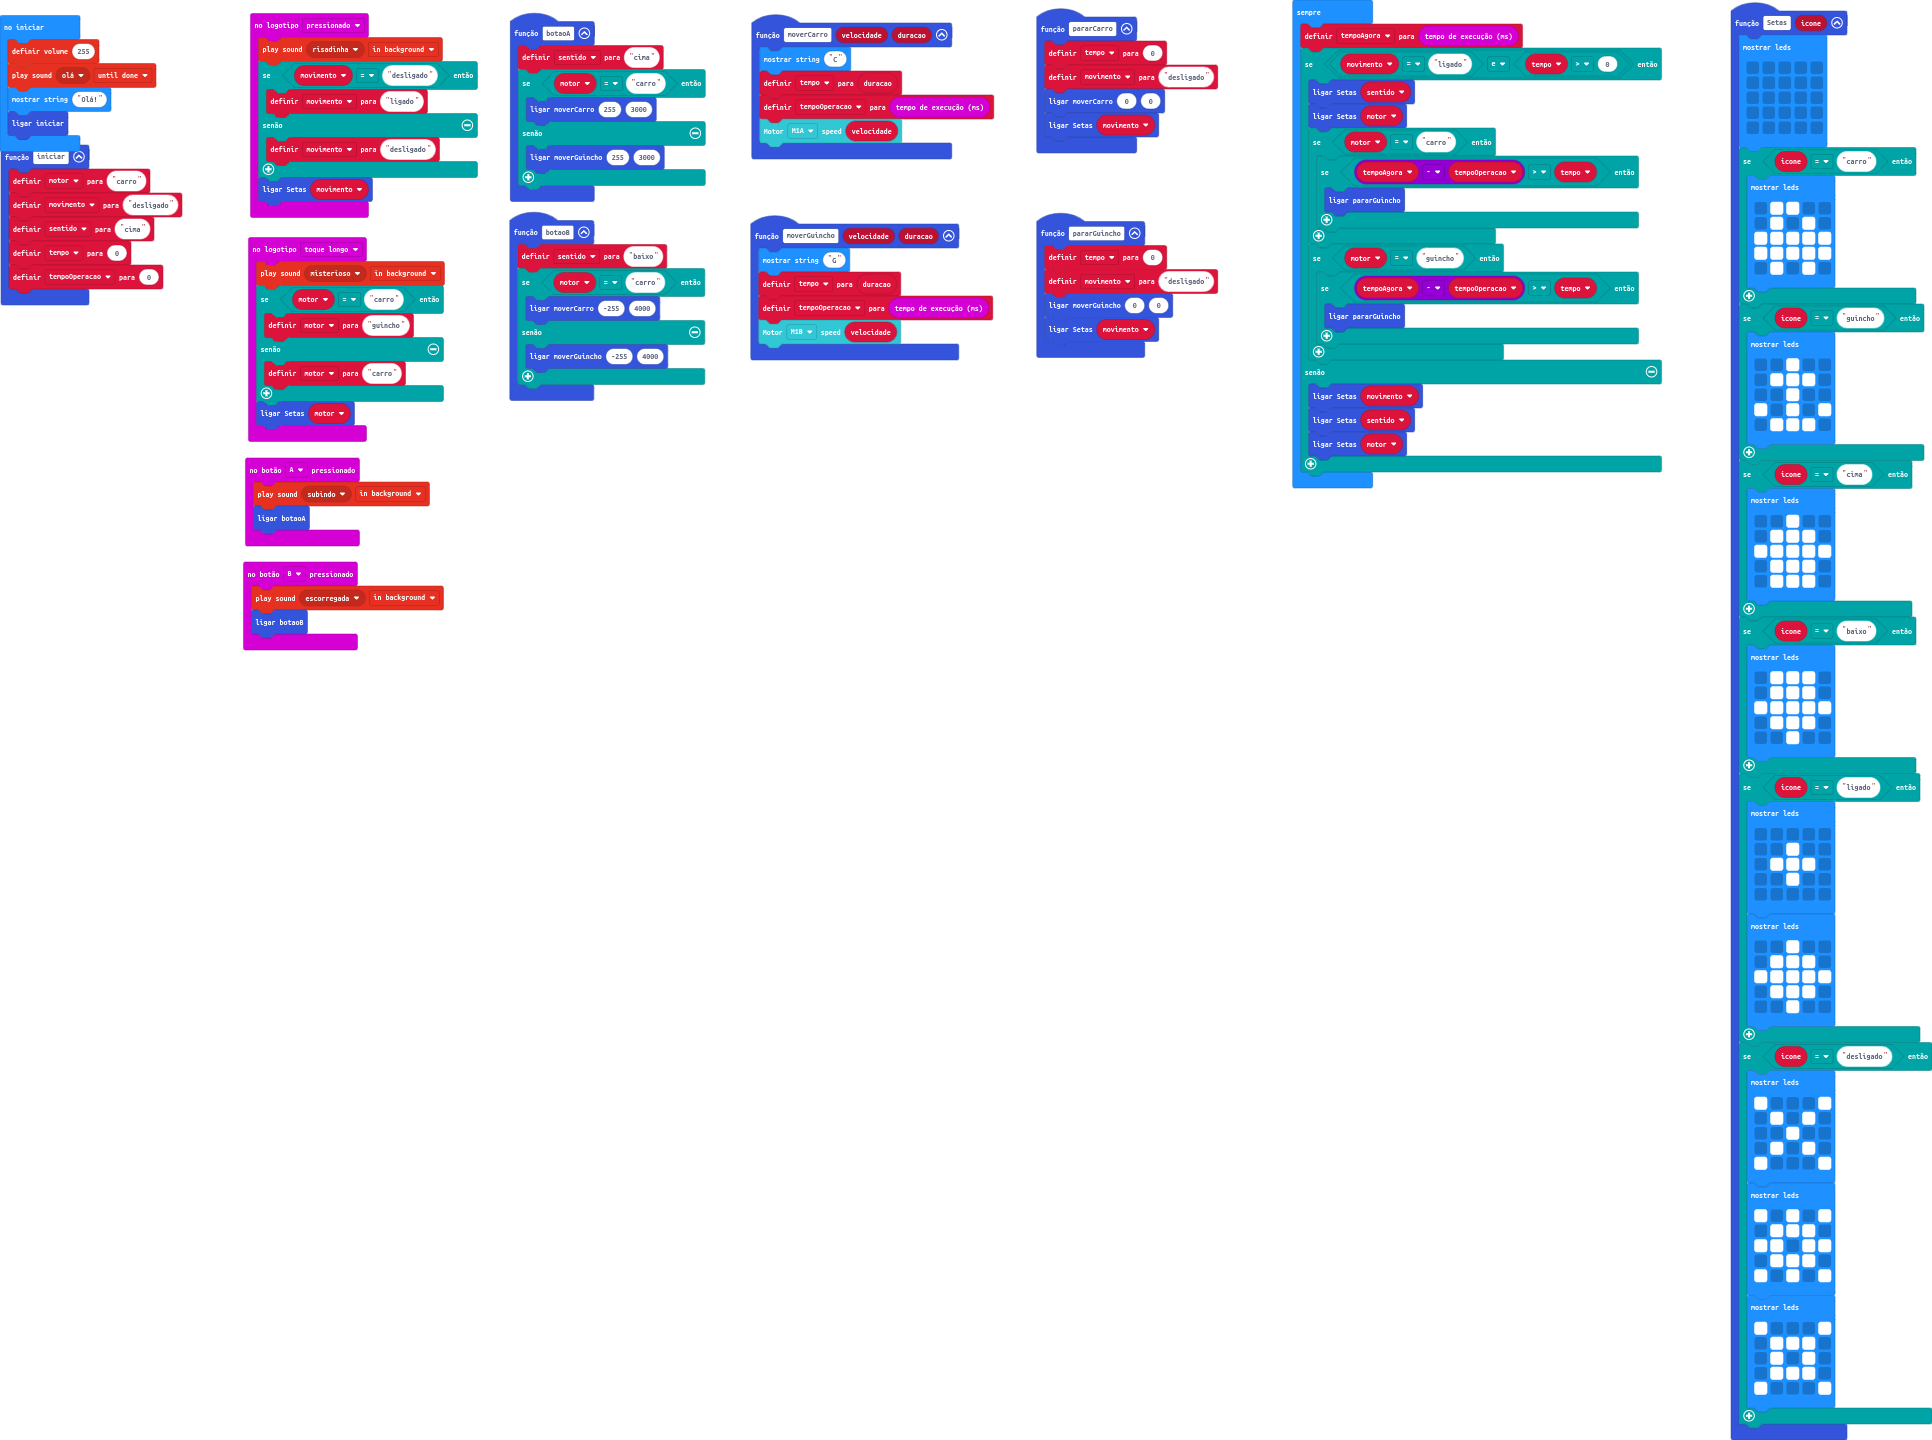 no iniciar
definir volume 255
play sound olá until done
mostrar string "Olá!"
ligar iniciar
função iniciar
definir motor para "carro"
definir movimento para "desligado"
definir sentido para "cima"
definir tempo para 0
definir tempoOperacao para 0
no logotipo pressionado
play sound risadinha in background
se movimento = "desligado" então
definir movimento para "ligado"
senão
definir movimento para "desligado"
ligar Setas movimento
no logotipo toque longo
play sound misterioso in background
se motor = "carro" então
definir motor para "guincho"
senão
definir motor para "carro"
ligar Setas motor
no botão A pressionado
play sound subindo in background
ligar botaoA
no botão B pressionado
play sound escorregada in background
ligar botaoB
função botaoA
definir sentido para "cima"
se motor = "carro" então
ligar moverCarro 255 3000
senão
ligar moverGuincho 255 3000
função botaoB
definir sentido para "baixo"
se motor = "carro" então
ligar moverCarro -255 4000
senão
ligar moverGuincho -255 4000
função moverCarro velocidade duracao
mostrar string "C"
definir tempo para duracao
definir tempoOperacao para tempo de execução (ms)
Motor M1A speed velocidade
função moverGuincho velocidade duracao
mostrar string "G"
definir tempo para duracao
definir tempoOperacao para tempo de execução (ms)
Motor M1B speed velocidade
função pararCarro
definir tempo para 0
definir movimento para "desligado"
ligar moverCarro 0 0
ligar Setas movimento
função pararGuincho
definir tempo para 0
definir movimento para "desligado"
ligar moverGuincho 0 0
ligar Setas movimento
sempre
definir tempoAgora para tempo de execução (ms)
se movimento = "ligado" e tempo > 0 então
ligar Setas sentido
ligar Setas motor
se motor = "carro" então
se tempoAgora - tempoOperacao > tempo então
ligar pararGuincho
se motor = "guincho" então
se tempoAgora - tempoOperacao > tempo então
ligar pararGuincho
senão
ligar Setas movimento
ligar Setas sentido
ligar Setas motor
função Setas icone
mostrar leds
se icone = "carro" então
mostrar leds
se icone = "guincho" então
mostrar leds
se icone = "cima" então
mostrar leds
se icone = "baixo" então
mostrar leds
se icone = "ligado" então
mostrar leds
mostrar leds
se icone = "desligado" então
mostrar leds
mostrar leds
mostrar leds